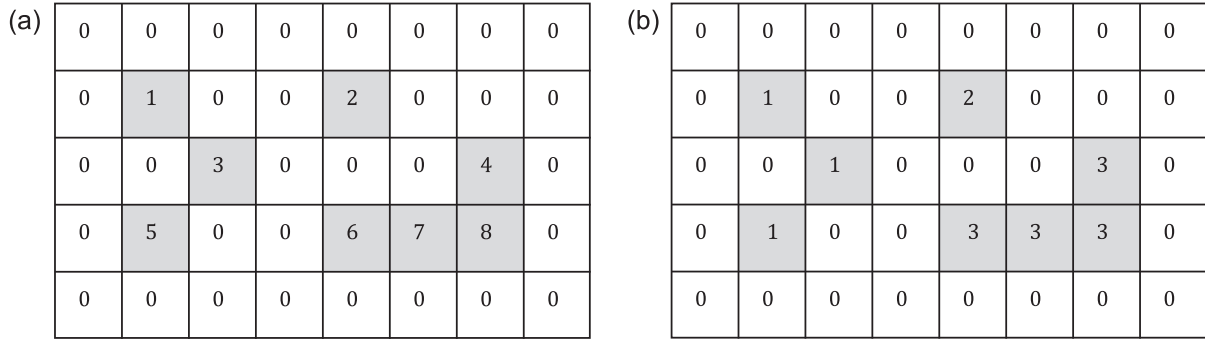 (a) 0 0 0 0 0 0 0 0
0 1 0 0 2 0 0 0
0 0 3 0 0 0 4 0
0 5 0 0 6 7 8 0
0 0 0 0 0 0 0 0
(b) 0 0 0 0 0 0 0 0
0 1 0 0 2 0 0 0
0 0 1 0 0 0 3 0
0 1 0 0 3 3 3 0
0 0 0 0 0 0 0 0